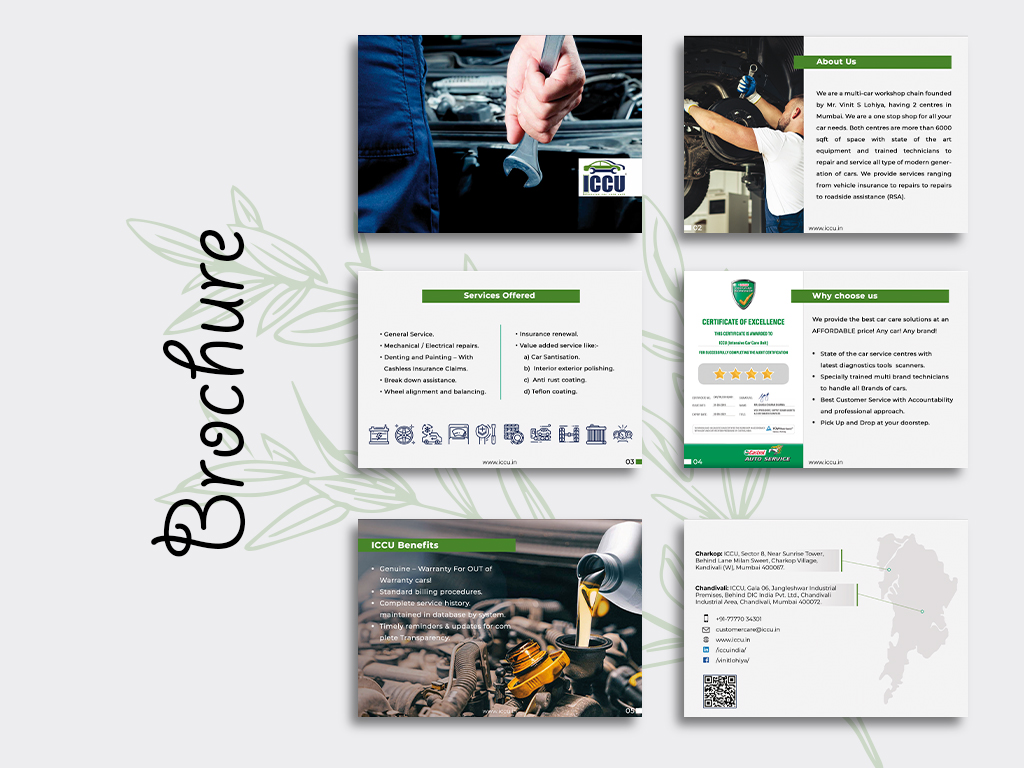 Brochure
ICCU
About Us
We are a multi-car workshop chain founded
by Mr. Vinit S Lohiya, having 2 centres in
Mumbai. We are a one stop shop for all your
car needs. Both centres are more than 6000
sqft of space with state of the art
equipment and trained technicians to
repair and service all type of modern gener-
ation of cars. We provide services ranging
from vehicle insurance to repairs to repairs
to roadside assistance (RSA).
02
www.iccu.in
Services Offered
• General Service.
• Mechanical / Electrical repairs.
• Denting and Painting – With
Cashless Insurance Claims.
• Break down assistance.
• Wheel alignment and balancing.
• Insurance renewal.
• Value added service like:-
a) Car Santisation.
b) Interior exterior polishing.
c) Anti rust coating.
d) Teflon coating.
www.iccu.in
03
CERTIFICATE OF EXCELLENCE
THIS CERTIFICATE IS AWARDED TO
ICCU (Intensive Car Care Unit)
FOR SUCCESSFULLY COMPLETING THE AUDIT CERTIFICATION
Castrol
AUTO SERVICE
04
Why choose us
We provide the best car care solutions at an
AFFORDABLE price! Any car! Any brand!
• State of the car service centres with
latest diagnostics tools scanners.
• Specially trained multi brand technicians
to handle all Brands of cars.
• Best Customer Service with Accountability
and professional approach.
• Pick Up and Drop at your doorstep.
www.iccu.in
ICCU Benefits
• Genuine – Warranty For OUT of
Warranty cars!
• Standard billing procedures.
• Complete service history.
maintained in database by system.
• Timely reminders & updates for com
plete Transparency.
www.iccu.in
05
Charkop: ICCU, Sector 8, Near Sunrise Tower,
Behind Lane Milan Sweet, Charkop Village,
Kandivali (W), Mumbai 400067.
Chandivali: ICCU, Gala 06, Jangleshwar Industrial
Premises, Behind DIC India Pvt. Ltd., Chandivali
Industrial Area, Chandivali, Mumbai 400072.
+91-77770 34301
customercare@iccu.in
www.iccu.in
/iccuindia/
/vinitlohiya/